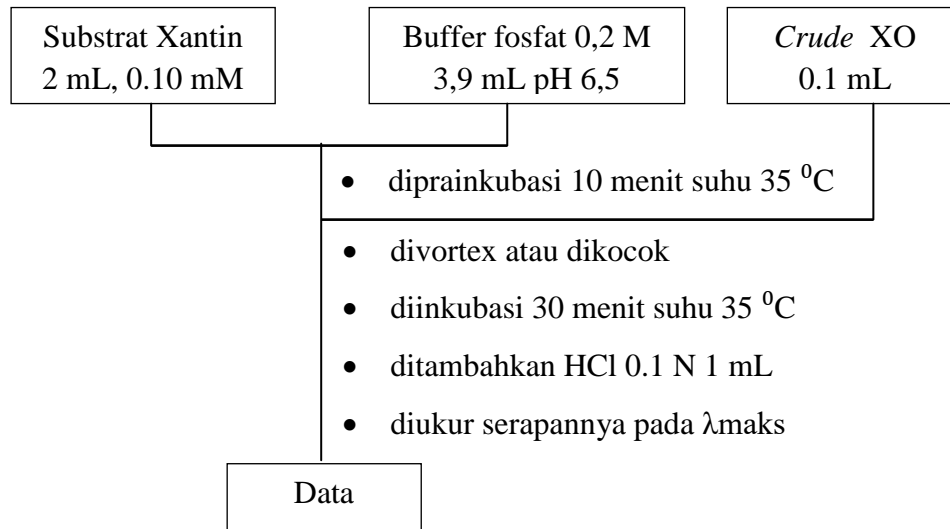 Substrat Xantin
2 mL, 0.10 mM
Buffer fosfat 0,2 M
3,9 mL pH 6,5
Crude XO
0.1 mL
• diprainkubasi 10 menit suhu 35 ⁰C
• divortex atau dikocok
• diinkubasi 30 menit suhu 35 ⁰C
• ditambahkan HCl 0.1 N 1 mL
• diukur serapannya pada λmaks
Data